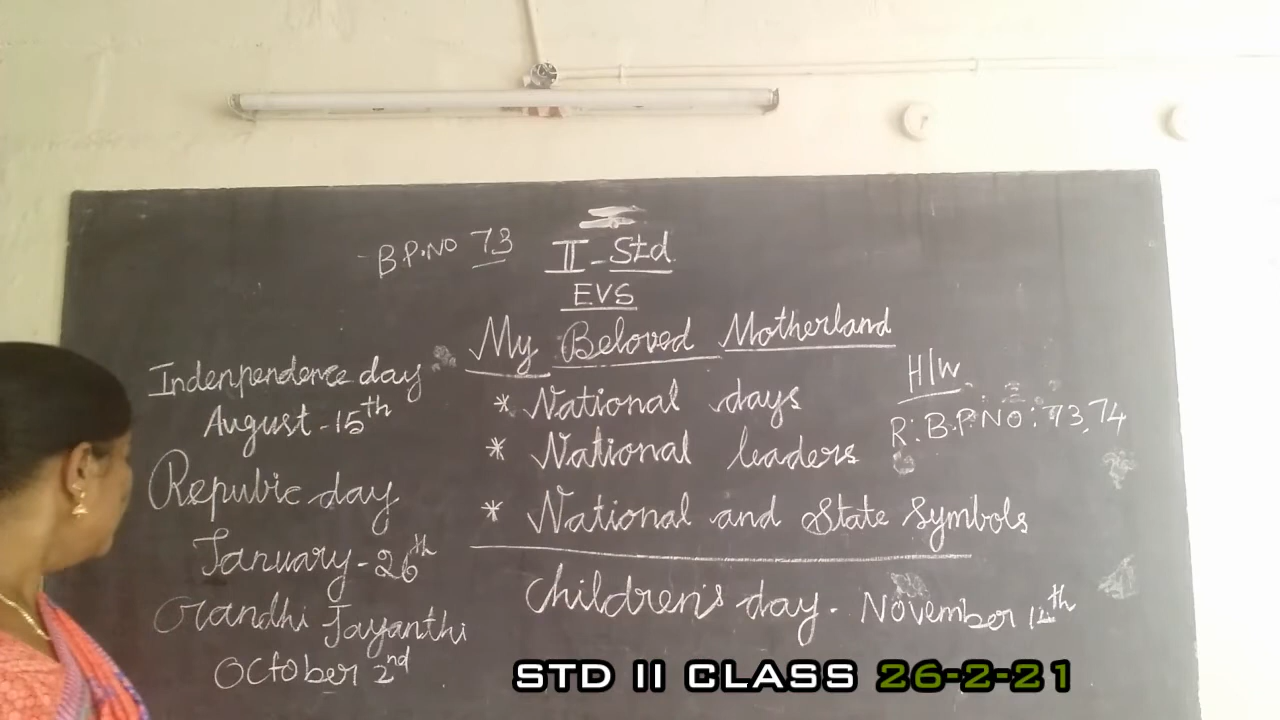 B.P.NO 73
II - Std.
EVS
My Beloved Motherland
* National days
* National leaders
* National and State Symbols
Indenpendence day
August - 15th
Repubic day
January - 26th
Gandhi Jayanthi
October 2nd
H/W
R: B.P.NO: 73, 74
Children's day. November 14th
STD II CLASS 26-2-21